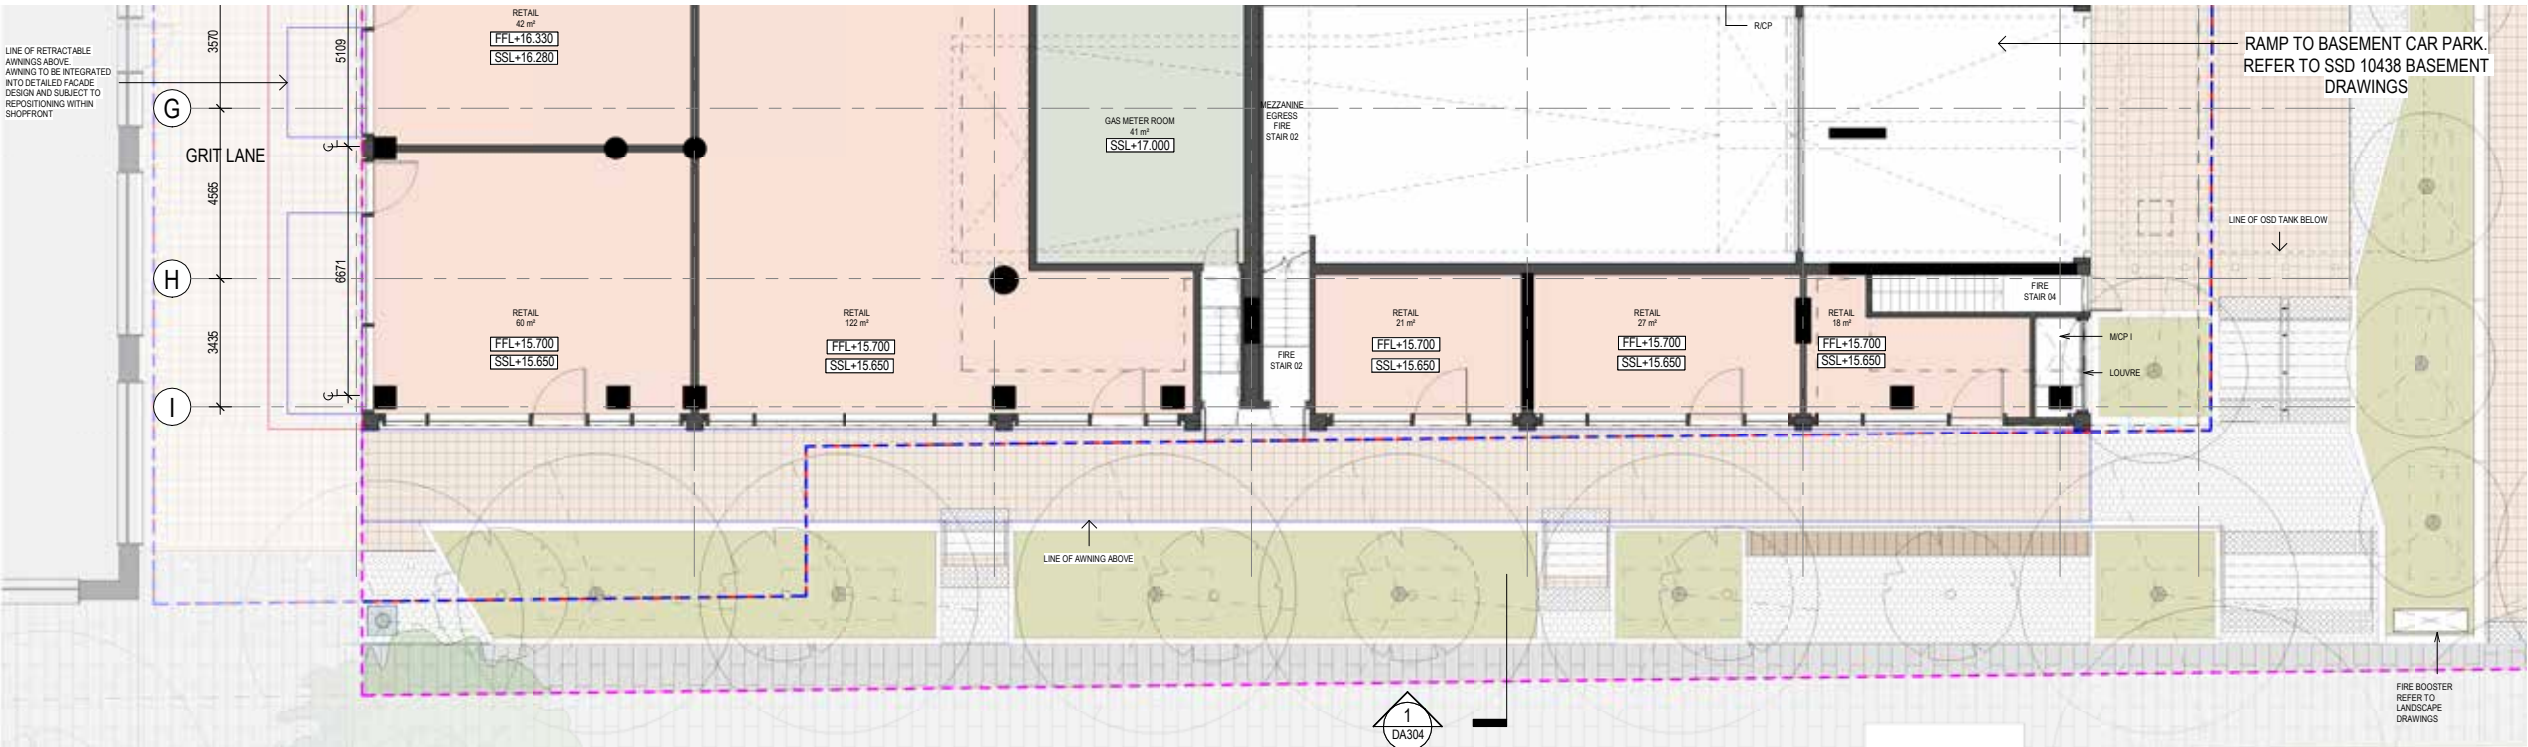 LINE OF RETRACTABLE
AWNINGS ABOVE.
AWNING TO BE INTEGRATED
INTO DETAILED FACADE
DESIGN AND SUBJECT TO
REPOSITIONING WITHIN
SHOPFRONT
3570
5109
G
GRIT LANE
4565
H
6671
3435
I
RETAIL
42 m²
FFL+16.330
SSL+16.280
GAS METER ROOM
41 m²
SSL+17.000
MEZZANINE
EGRESS
FIRE
STAIR 02
R/CP
RAMP TO BASEMENT CAR PARK.
REFER TO SSD 10438 BASEMENT
DRAWINGS
LINE OF OSD TANK BELOW
RETAIL
60 m²
FFL+15.700
SSL+15.650
RETAIL
122 m²
FFL+15.700
SSL+15.650
FIRE
STAIR 02
RETAIL
21 m²
FFL+15.700
SSL+15.650
RETAIL
27 m²
FFL+15.700
SSL+15.650
RETAIL
18 m²
FFL+15.700
SSL+15.650
FIRE
STAIR 04
M/CP I
LOUVRE
LINE OF AWNING ABOVE
1
DA304
FIRE BOOSTER
REFER TO
LANDSCAPE
DRAWINGS